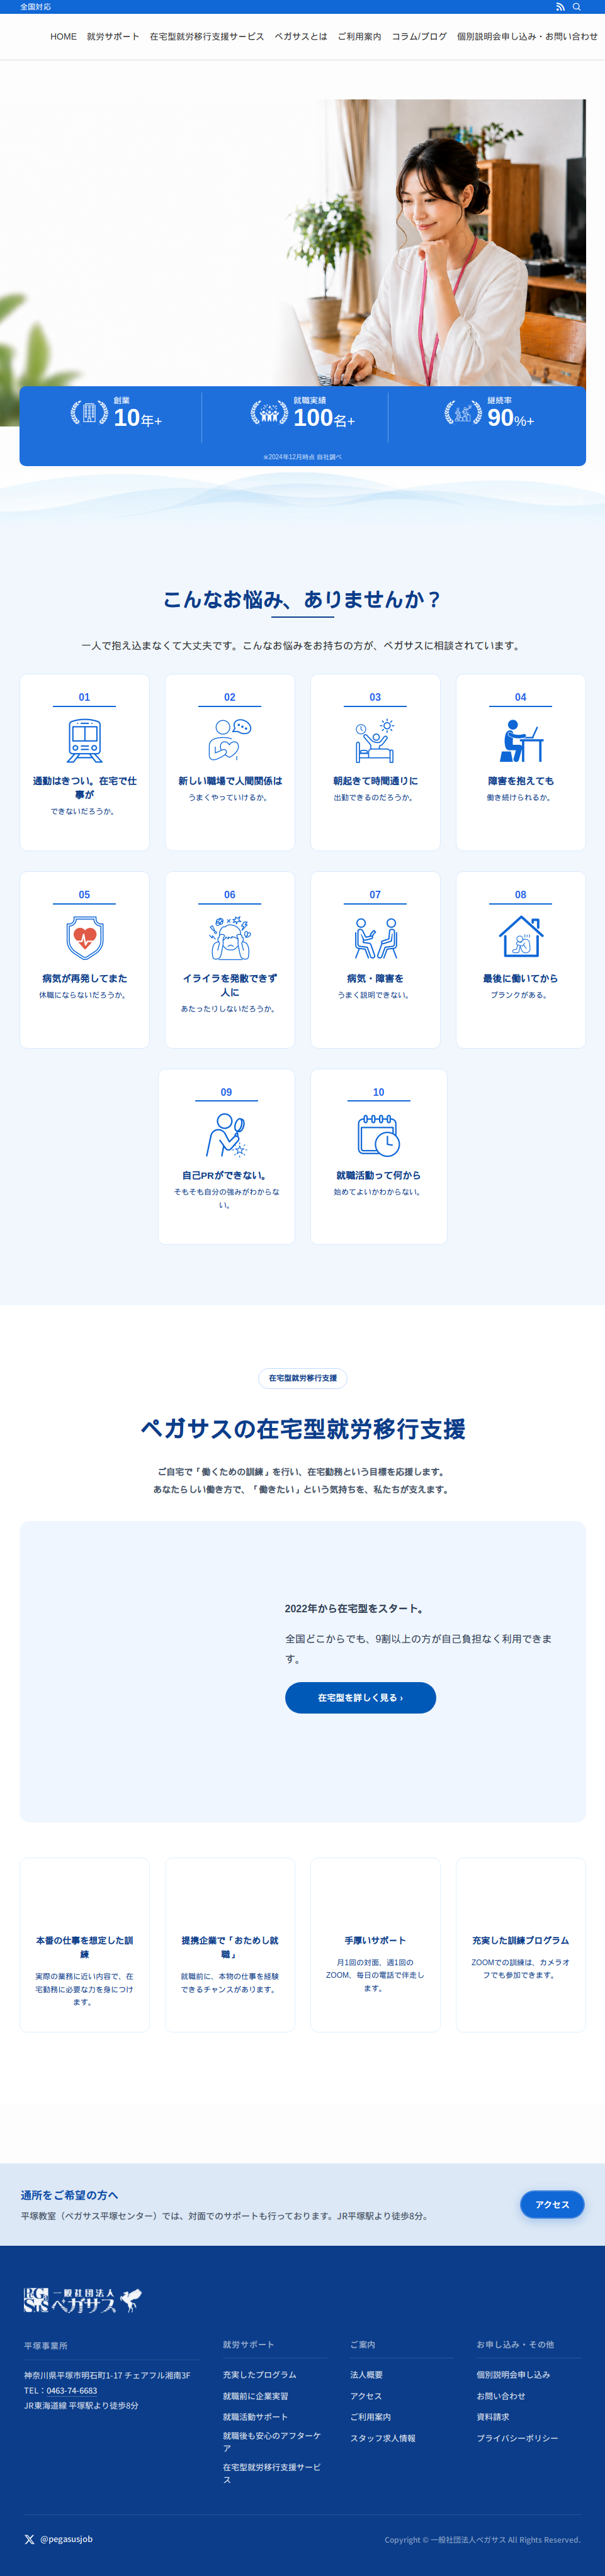 全国対応
HOME 就労サポート 在宅型就労移行支援サービス ペガサスとは ご利用案内 コラム/ブログ 個別説明会申し込み・お問い合わせ
創業
10年+
就職実績
100名+
継続率
90%+
※2024年12月時点 自社調べ
こんなお悩み、ありませんか？
一人で抱え込まなくて大丈夫です。こんなお悩みをお持ちの方が、ペガサスに相談されています。
01
通勤はきつい。在宅で仕
事が
できないだろうか。
02
新しい職場で人間関係は
うまくやっていけるか。
03
朝起きて時間通りに
出勤できるのだろうか。
04
障害を抱えても
働き続けられるか。
05
病気が再発してまた
休職にならないだろうか。
06
イライラを発散できず
人に
あたったりしないだろうか。
07
病気・障害を
うまく説明できない。
08
最後に働いてから
ブランクがある。
09
自己PRができない。
そもそも自分の強みがわからな
い。
10
就職活動って何から
始めてよいかわからない。
在宅型就労移行支援
ペガサスの在宅型就労移行支援
ご自宅で「働くための訓練」を行い、在宅勤務という目標を応援します。
あなたらしい働き方で、「働きたい」という気持ちを、私たちが支えます。
2022年から在宅型をスタート。
全国どこからでも、9割以上の方が自己負担なく利用できま
す。
在宅型を詳しく見る ›
本番の仕事を想定した訓
練
実際の業務に近い内容で、在
宅勤務に必要な力を身につけ
ます。
提携企業で「おためし就
職」
就職前に、本物の仕事を経験
できるチャンスがあります。
手厚いサポート
月1回の対面、週1回の
ZOOM、毎日の電話で伴走し
ます。
充実した訓練プログラム
ZOOMでの訓練は、カメラオ
フでも参加できます。
通所をご希望の方へ
平塚教室（ペガサス平塚センター）では、対面でのサポートも行っております。JR平塚駅より徒歩8分。
アクセス
一般社団法人
ペガサス
平塚事業所
神奈川県平塚市明石町1-17 チェアフル湘南3F
TEL：0463-74-6683
JR東海道線 平塚駅より徒歩8分
就労サポート
充実したプログラム
就職前に企業実習
就職活動サポート
就職後も安心のアフターケ
ア
在宅型就労移行支援サービ
ス
ご案内
法人概要
アクセス
ご利用案内
スタッフ求人情報
お申し込み・その他
個別説明会申し込み
お問い合わせ
資料請求
プライバシーポリシー
@pegasusjob
Copyright © 一般社団法人ペガサス All Rights Reserved.